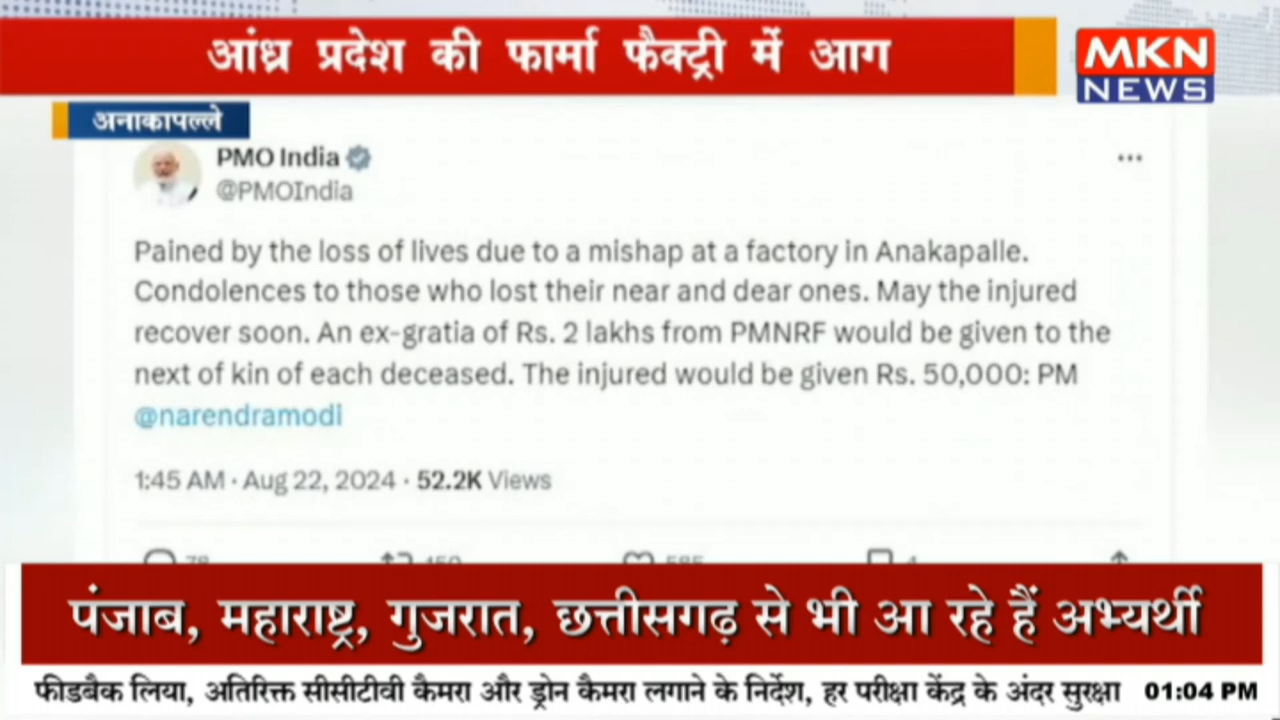 आंध्र प्रदेश की फार्मा फैक्ट्री में आग
MKN
NEWS
अनाकापल्ले
PMO India
@PMOIndia
Pained by the loss of lives due to a mishap at a factory in Anakapalle.
Condolences to those who lost their near and dear ones. May the injured
recover soon. An ex-gratia of Rs. 2 lakhs from PMNRF would be given to the
next of kin of each deceased. The injured would be given Rs. 50,000: PM
@narendramodi
1:45 AM · Aug 22, 2024 · 52.2K Views
पंजाब, महाराष्ट्र, गुजरात, छत्तीसगढ़ से भी आ रहे हैं अभ्यर्थी
फीडबैक लिया, अतिरिक्त सीसीटीवी कैमरा और ड्रोन कैमरा लगाने के निर्देश, हर परीक्षा केंद्र के अंदर सुरक्षा 01:04 PM